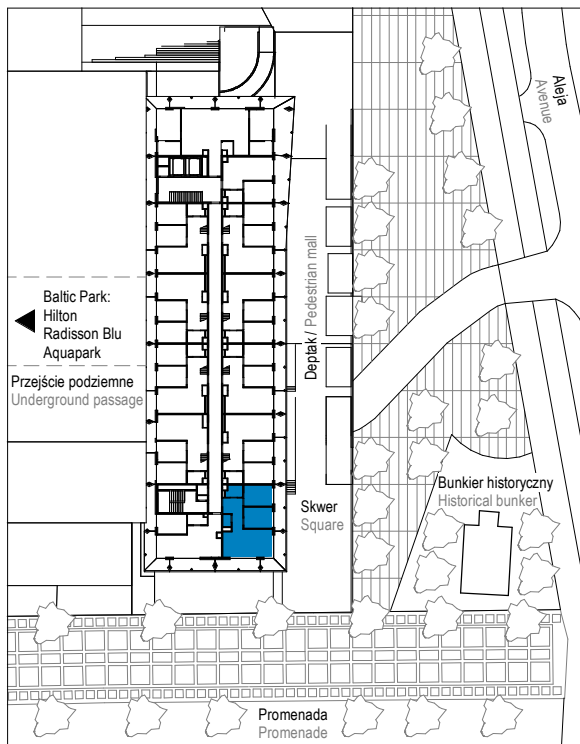 Aleja
Avenue
Baltic Park:
Hilton
Radisson Blu
Aquapark
Przejście podziemne
Underground passage
Deptak / Pedestrian mall
Skwer
Square
Bunkier historyczny
Historical bunker
Promenada
Promenade